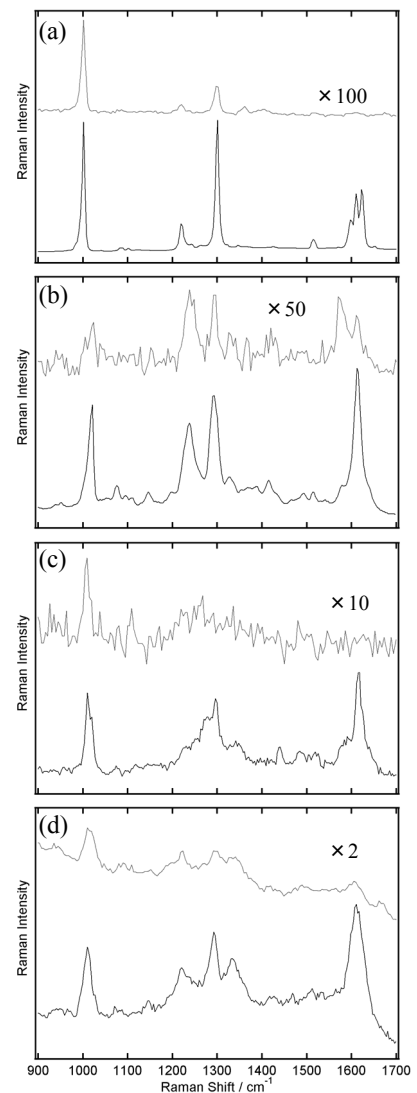 (a)
× 100
Raman Intensity
(b)
× 50
Raman Intensity
(c)
× 10
Raman Intensity
(d)
× 2
Raman Intensity
900 1000 1100 1200 1300 1400 1500 1600 1700
Raman Shift / cm⁻¹